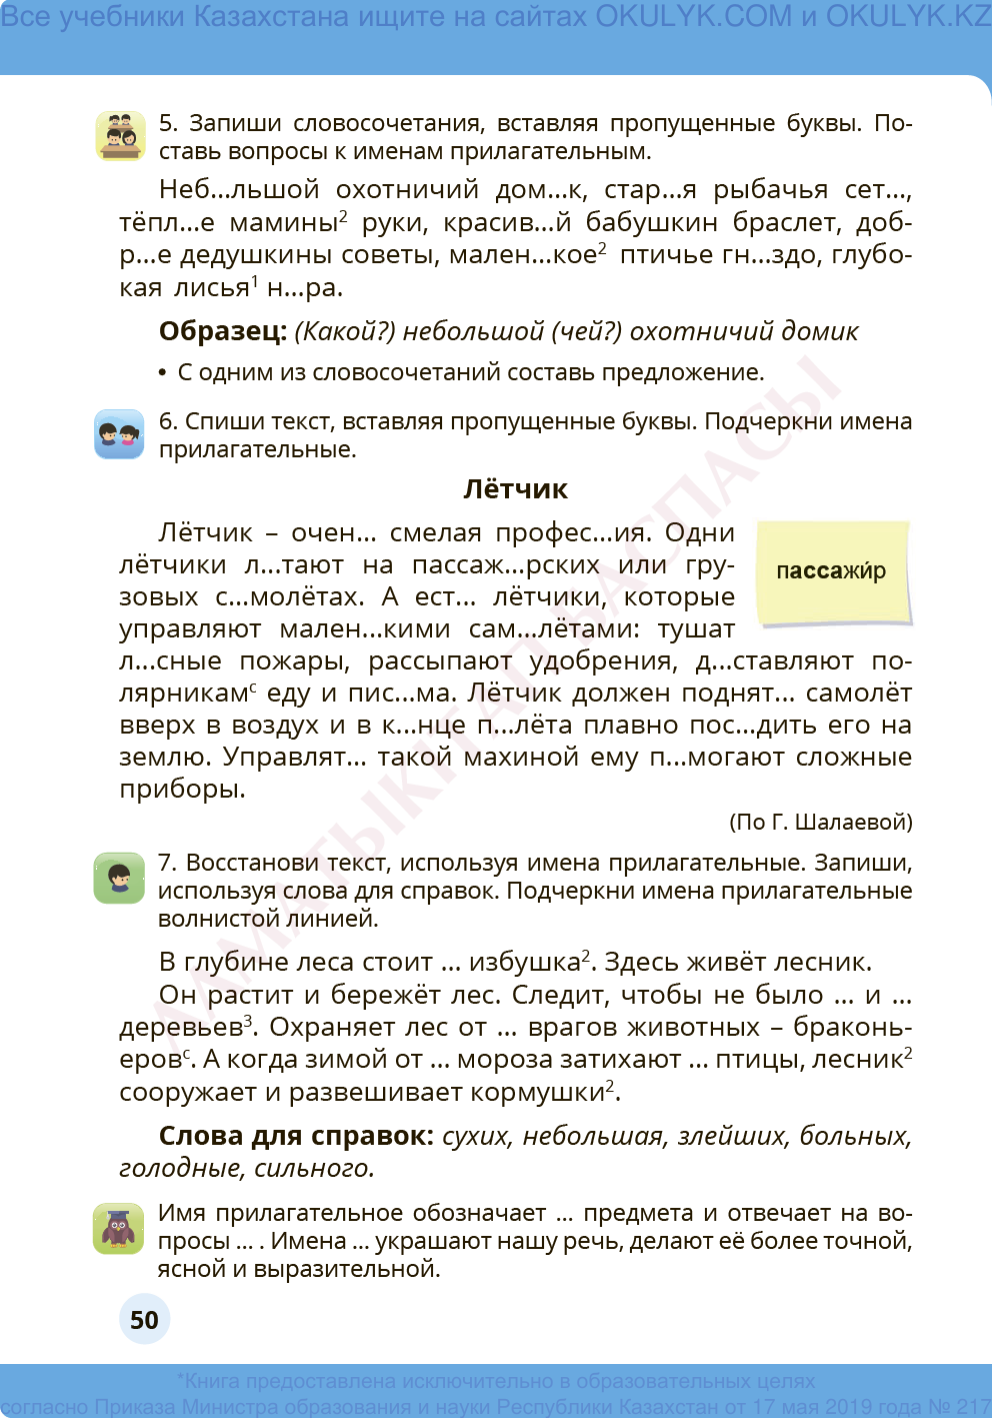 Все учебники Казахстана ищите на сайтах OKULYK.COM и OKULYK.KZ
5. Запиши словосочетания, вставляя пропущенные буквы. По-
ставь вопросы к именам прилагательным.
Неб...льшой охотничий дом...к, стар...я рыбачья сет...,
тёпл...е мамины² руки, красив...й бабушкин браслет, доб-
р...е дедушкины советы, мален...кое² птичье гн...здо, глубо-
кая лисья¹ н...ра.
Образец: (Какой?) небольшой (чей?) охотничий домик
• С одним из словосочетаний составь предложение.
6. Спиши текст, вставляя пропущенные буквы. Подчеркни имена
прилагательные.
Лётчик
Лётчик – очен... смелая профес...ия. Одни
лётчики л...тают на пассаж...рских или гру-
зовых с...молётах. А ест... лётчики, которые
управляют мален...кими сам...лётами: тушат
л...сные пожары, рассыпают удобрения, д...ставляют по-
лярникамᶜ еду и пис...ма. Лётчик должен поднят... самолёт
вверх в воздух и в к...нце п...лёта плавно пос...дить его на
землю. Управлят... такой махиной ему п...могают сложные
приборы.
пассажи́р
(По Г. Шалаевой)
7. Восстанови текст, используя имена прилагательные. Запиши,
используя слова для справок. Подчеркни имена прилагательные
волнистой линией.
В глубине леса стоит ... избушка². Здесь живёт лесник.
Он растит и бережёт лес. Следит, чтобы не было ... и ...
деревьев³. Охраняет лес от ... врагов животных – браконь-
еровᶜ. А когда зимой от ... мороза затихают ... птицы, лесник²
сооружает и развешивает кормушки².
Слова для справок: сухих, небольшая, злейших, больных,
голодные, сильного.
Имя прилагательное обозначает ... предмета и отвечает на во-
просы ... . Имена ... украшают нашу речь, делают её более точной,
ясной и выразительной.
50
АЛМАТЫКІТАП БАСПАСЫ
*Книга предоставлена исключительно в образовательных целях
согласно Приказа Министра образования и науки Республики Казахстан от 17 мая 2019 года № 217